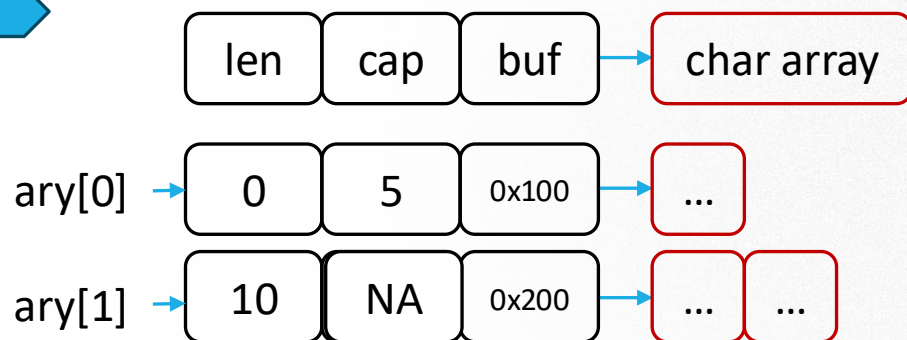 len cap buf char array
ary[0] 0 5 0x100 ...
ary[1] 10 NA 0x200 ... ...